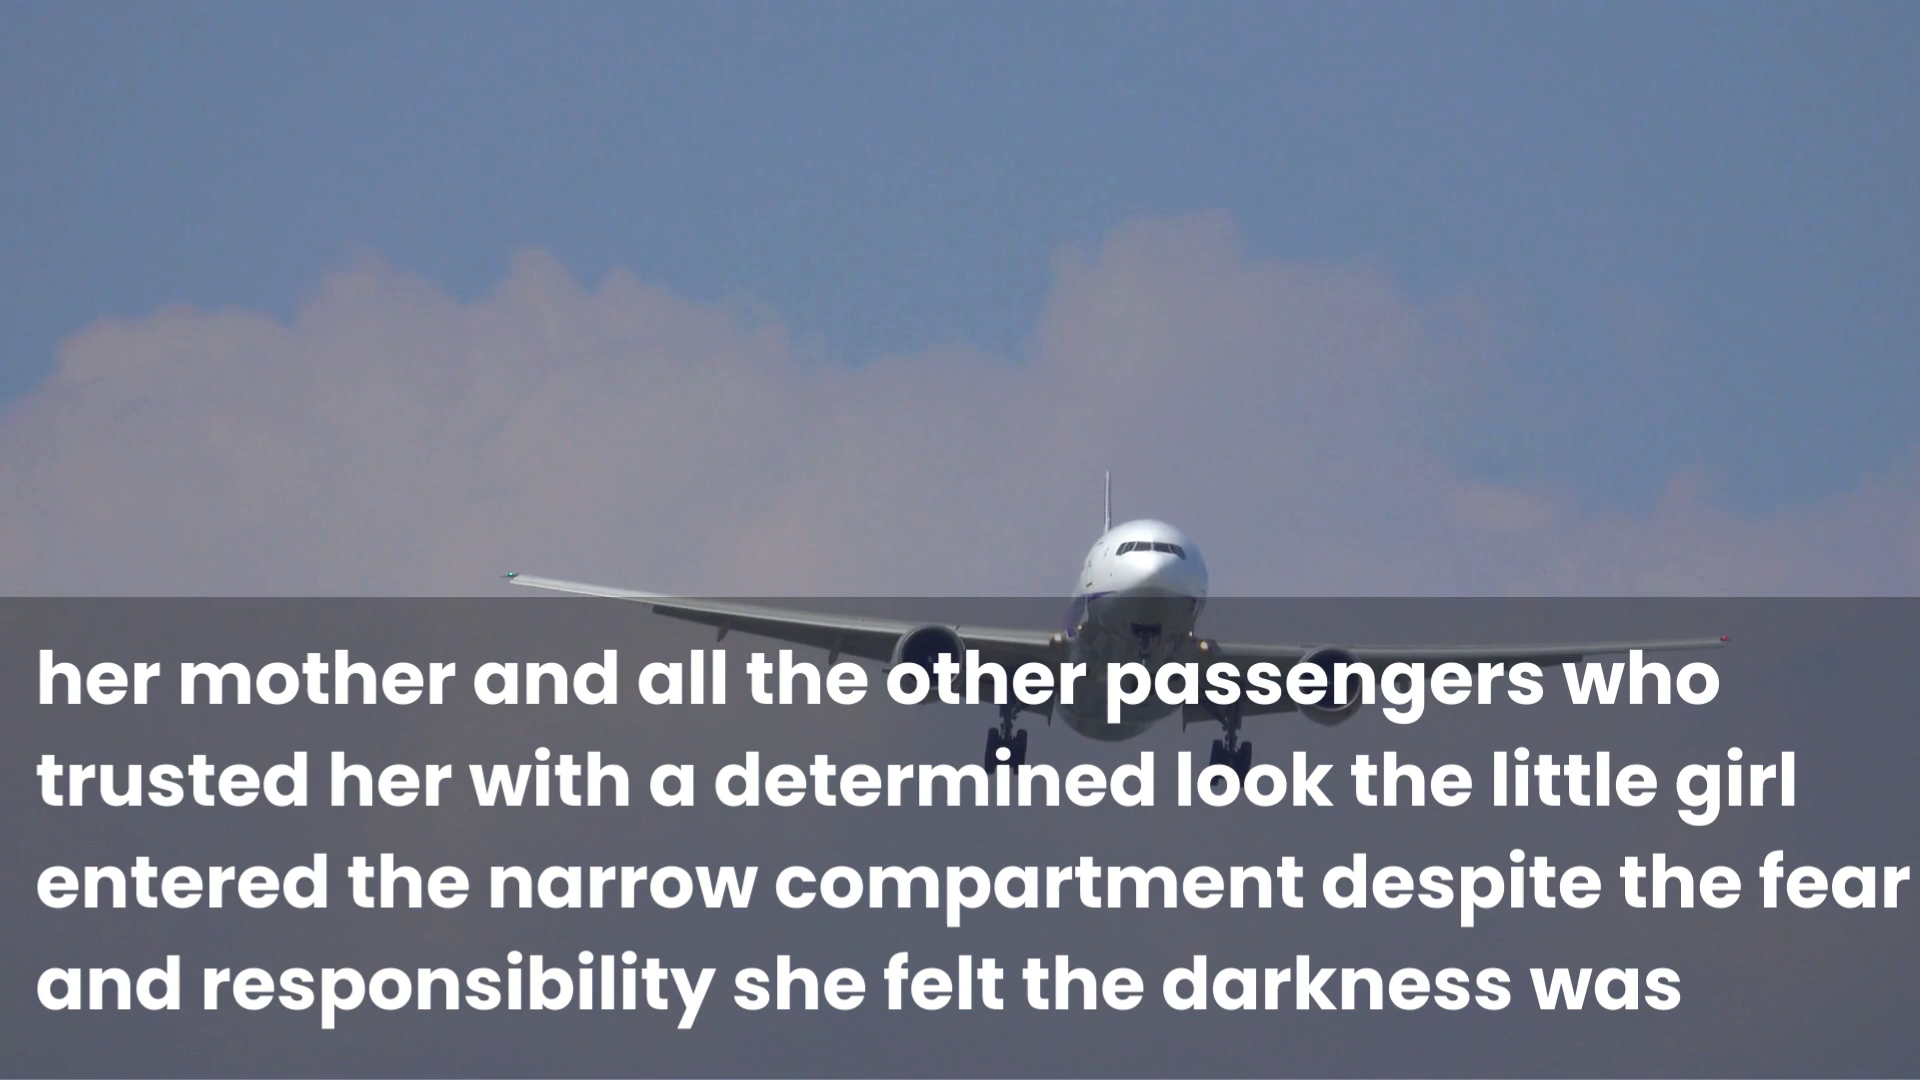 her mother and all the other passengers who
trusted her with a determined look the little girl
entered the narrow compartment despite the fear
and responsibility she felt the darkness was